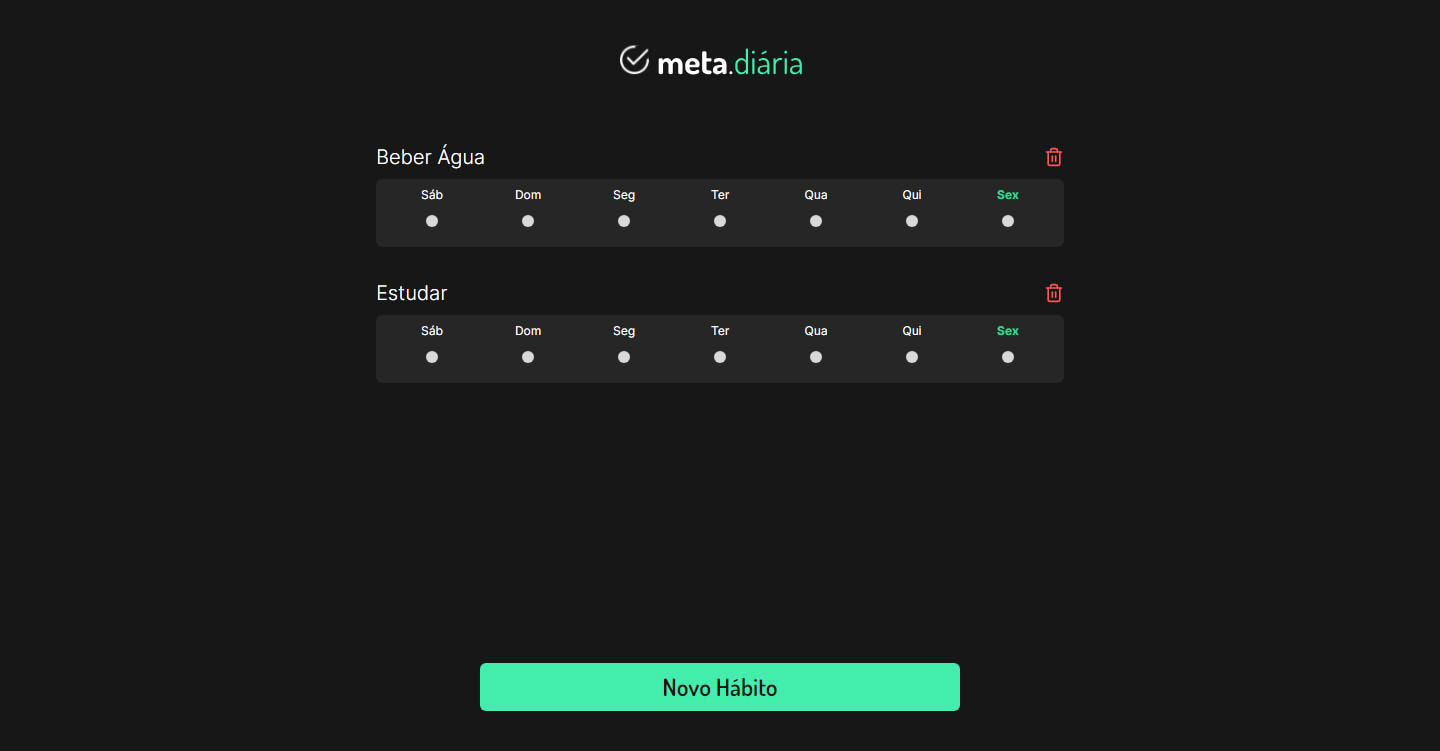 meta.diária
Beber Água
Sáb Dom Seg Ter Qua Qui Sex
Estudar
Sáb Dom Seg Ter Qua Qui Sex
Novo Hábito